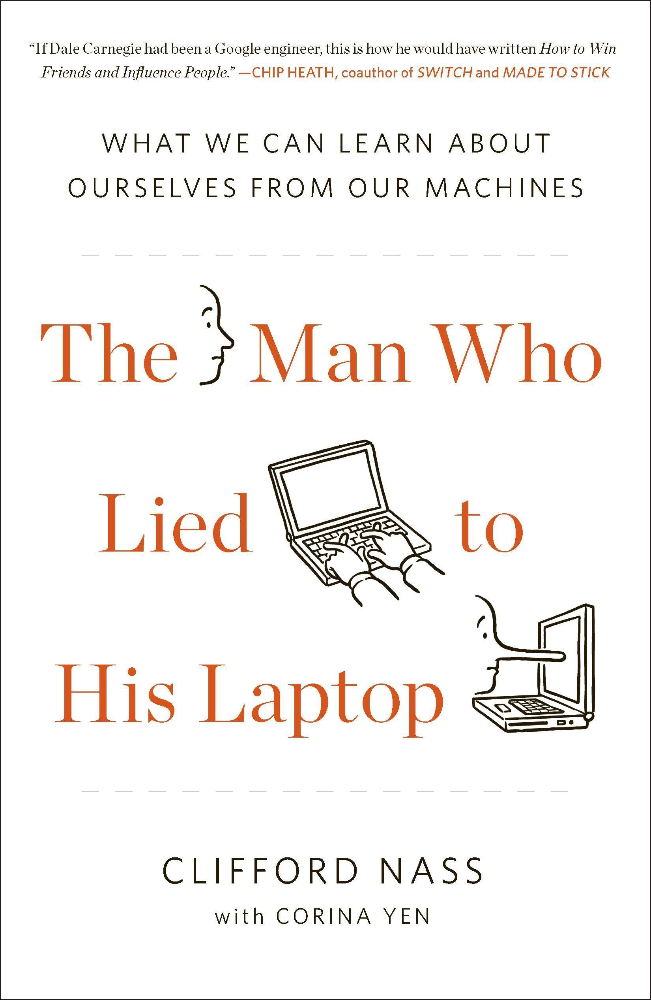 “If Dale Carnegie had been a Google engineer, this is how he would have written How to Win
Friends and Influence People.” —CHIP HEATH, coauthor of SWITCH and MADE TO STICK
WHAT WE CAN LEARN ABOUT
OURSELVES FROM OUR MACHINES
The Man Who
Lied to
His Laptop
CLIFFORD NASS
with CORINA YEN